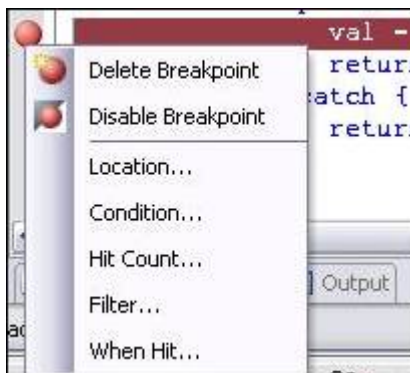 val -
Delete Breakpoint
retur
Disable Breakpoint
atch {
retur
Location...
Condition...
Hit Count...
Output
Filter...
When Hit...